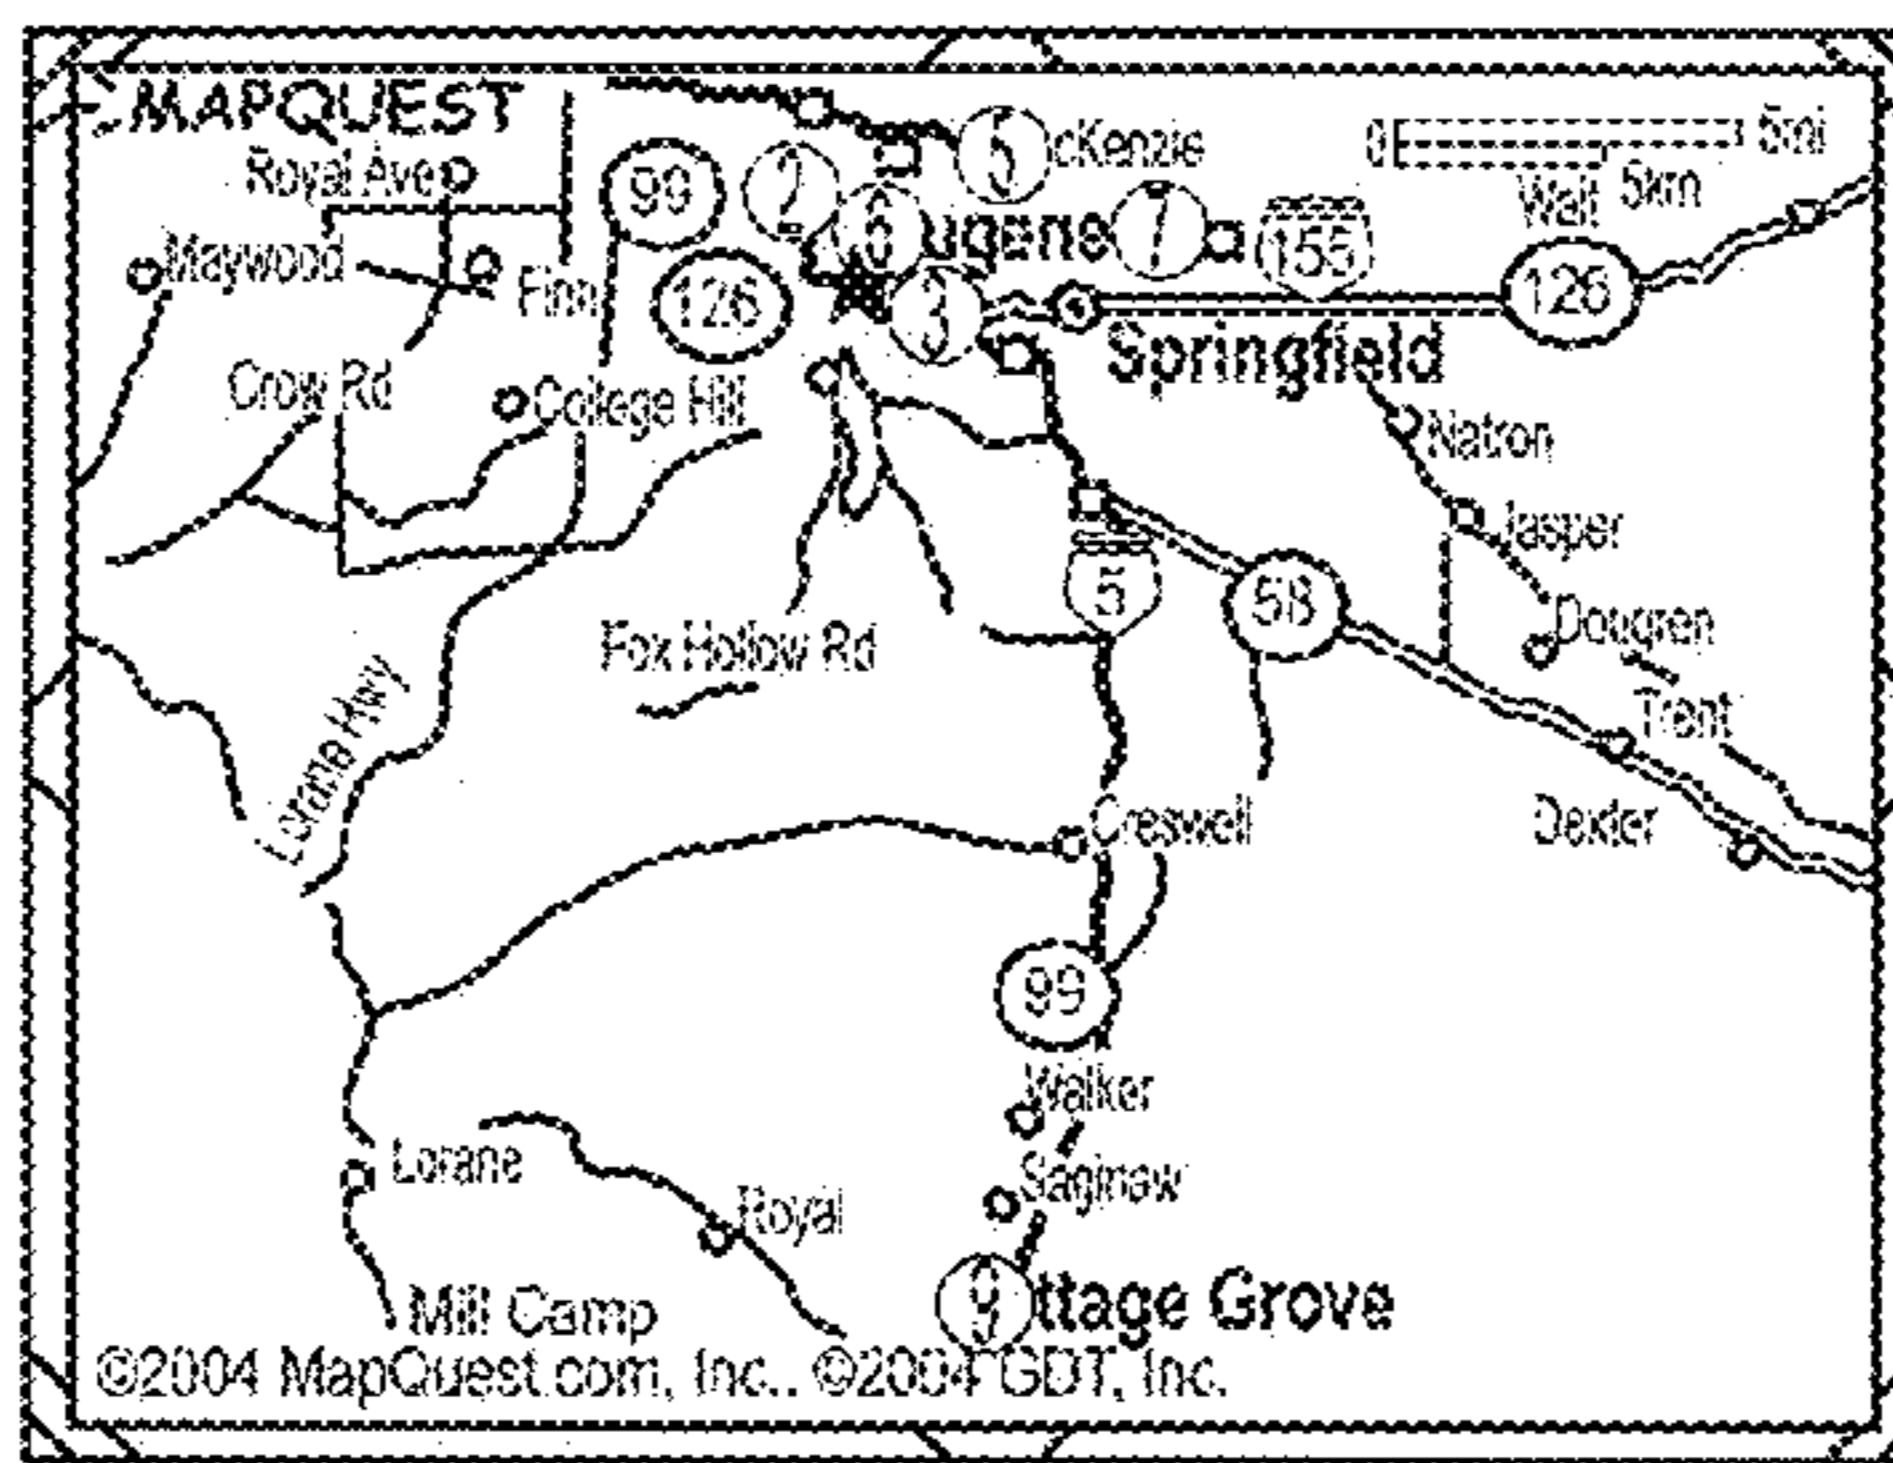 MAPQUEST
5
cKenzie
0
5mi
Royal Ave
99
2
6
ugene
7
155
Walt
5km
Maywood
Finn
126
3
126
Springfield
Crow Rd
College Hill
Natron
Jasper
5
58
Dougren
Fox Hollow Rd
Trent
Lorane Hwy
Creswell
Dexter
99
Walker
Lorane
Saginaw
Royal
9
ttage Grove
Mill Camp
©2004 MapQuest.com, Inc.. ©2004 GDT, Inc.